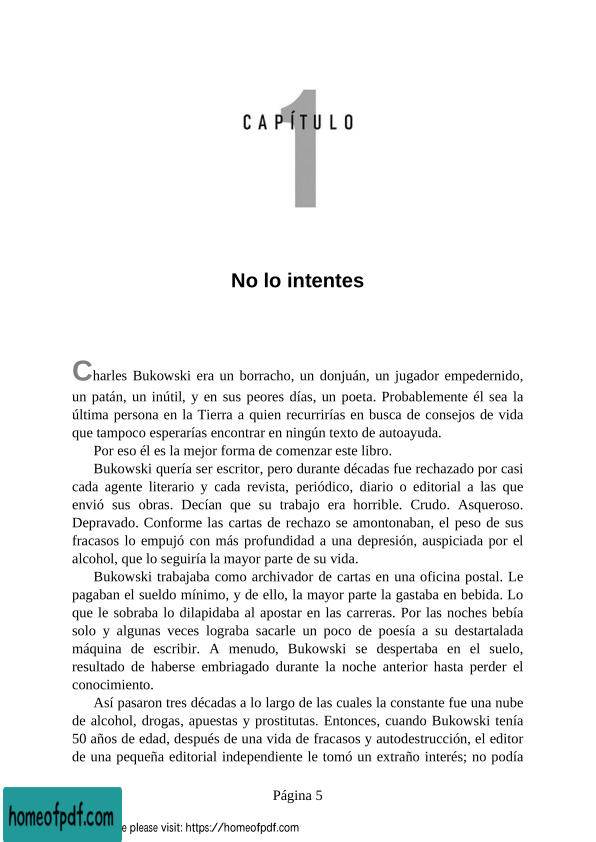 CAPÍTULO
1
No lo intentes
Charles Bukowski era un borracho, un donjuán, un jugador empedernido,
un patán, un inútil, y en sus peores días, un poeta. Probablemente él sea la
última persona en la Tierra a quien recurrirías en busca de consejos de vida
que tampoco esperarías encontrar en ningún texto de autoayuda.
Por eso él es la mejor forma de comenzar este libro.
Bukowski quería ser escritor, pero durante décadas fue rechazado por casi
cada agente literario y cada revista, periódico, diario o editorial a las que
envió sus obras. Decían que su trabajo era horrible. Crudo. Asqueroso.
Depravado. Conforme las cartas de rechazo se amontonaban, el peso de sus
fracasos lo empujó con más profundidad a una depresión, auspiciada por el
alcohol, que lo seguiría la mayor parte de su vida.
Bukowski trabajaba como archivador de cartas en una oficina postal. Le
pagaban el sueldo mínimo, y de ello, la mayor parte la gastaba en bebida. Lo
que le sobraba lo dilapidaba al apostar en las carreras. Por las noches bebía
solo y algunas veces lograba sacarle un poco de poesía a su destartalada
máquina de escribir. A menudo, Bukowski se despertaba en el suelo,
resultado de haberse embriagado durante la noche anterior hasta perder el
conocimiento.
Así pasaron tres décadas a lo largo de las cuales la constante fue una nube
de alcohol, drogas, apuestas y prostitutas. Entonces, cuando Bukowski tenía
50 años de edad, después de una vida de fracasos y autodestrucción, el editor
de una pequeña editorial independiente le tomó un extraño interés; no podía
Página 5
homeofpdf.com
please visit: https://homeofpdf.com